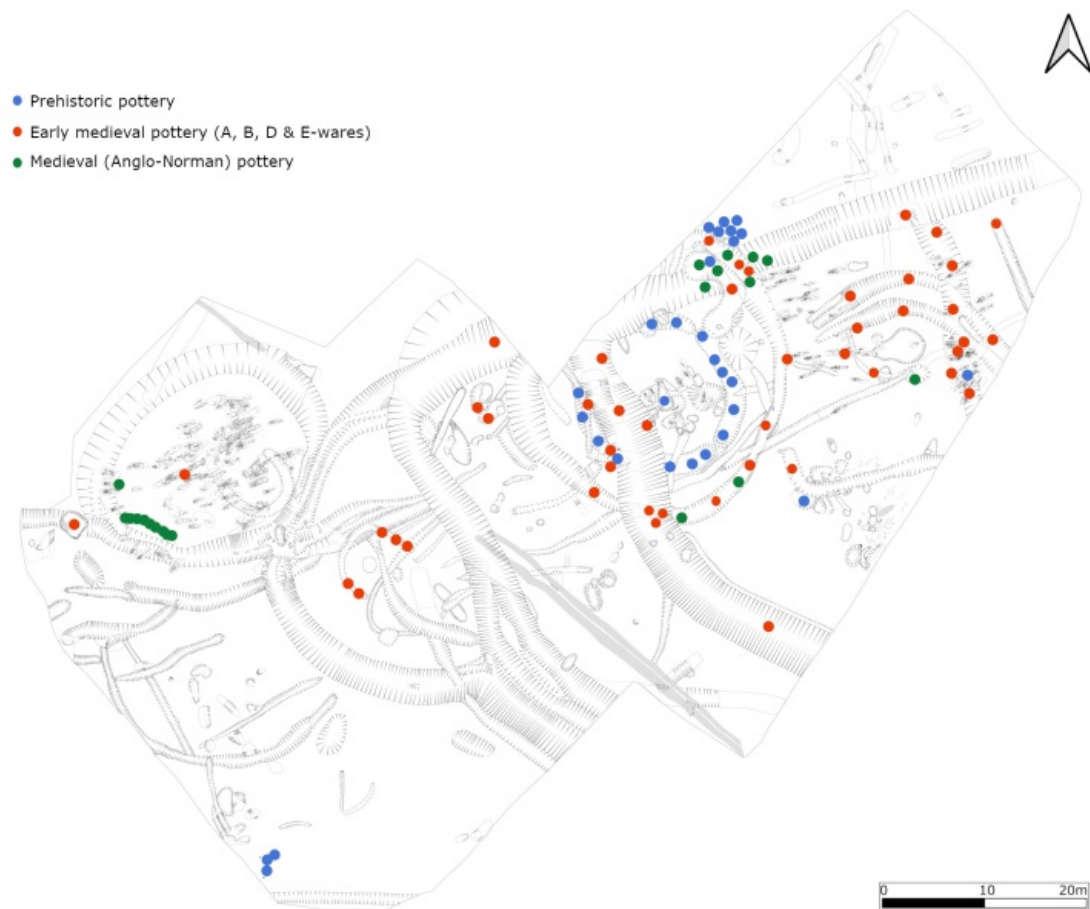 Prehistoric pottery
Early medieval pottery (A, B, D & E-wares)
Medieval (Anglo-Norman) pottery
0 10 20m